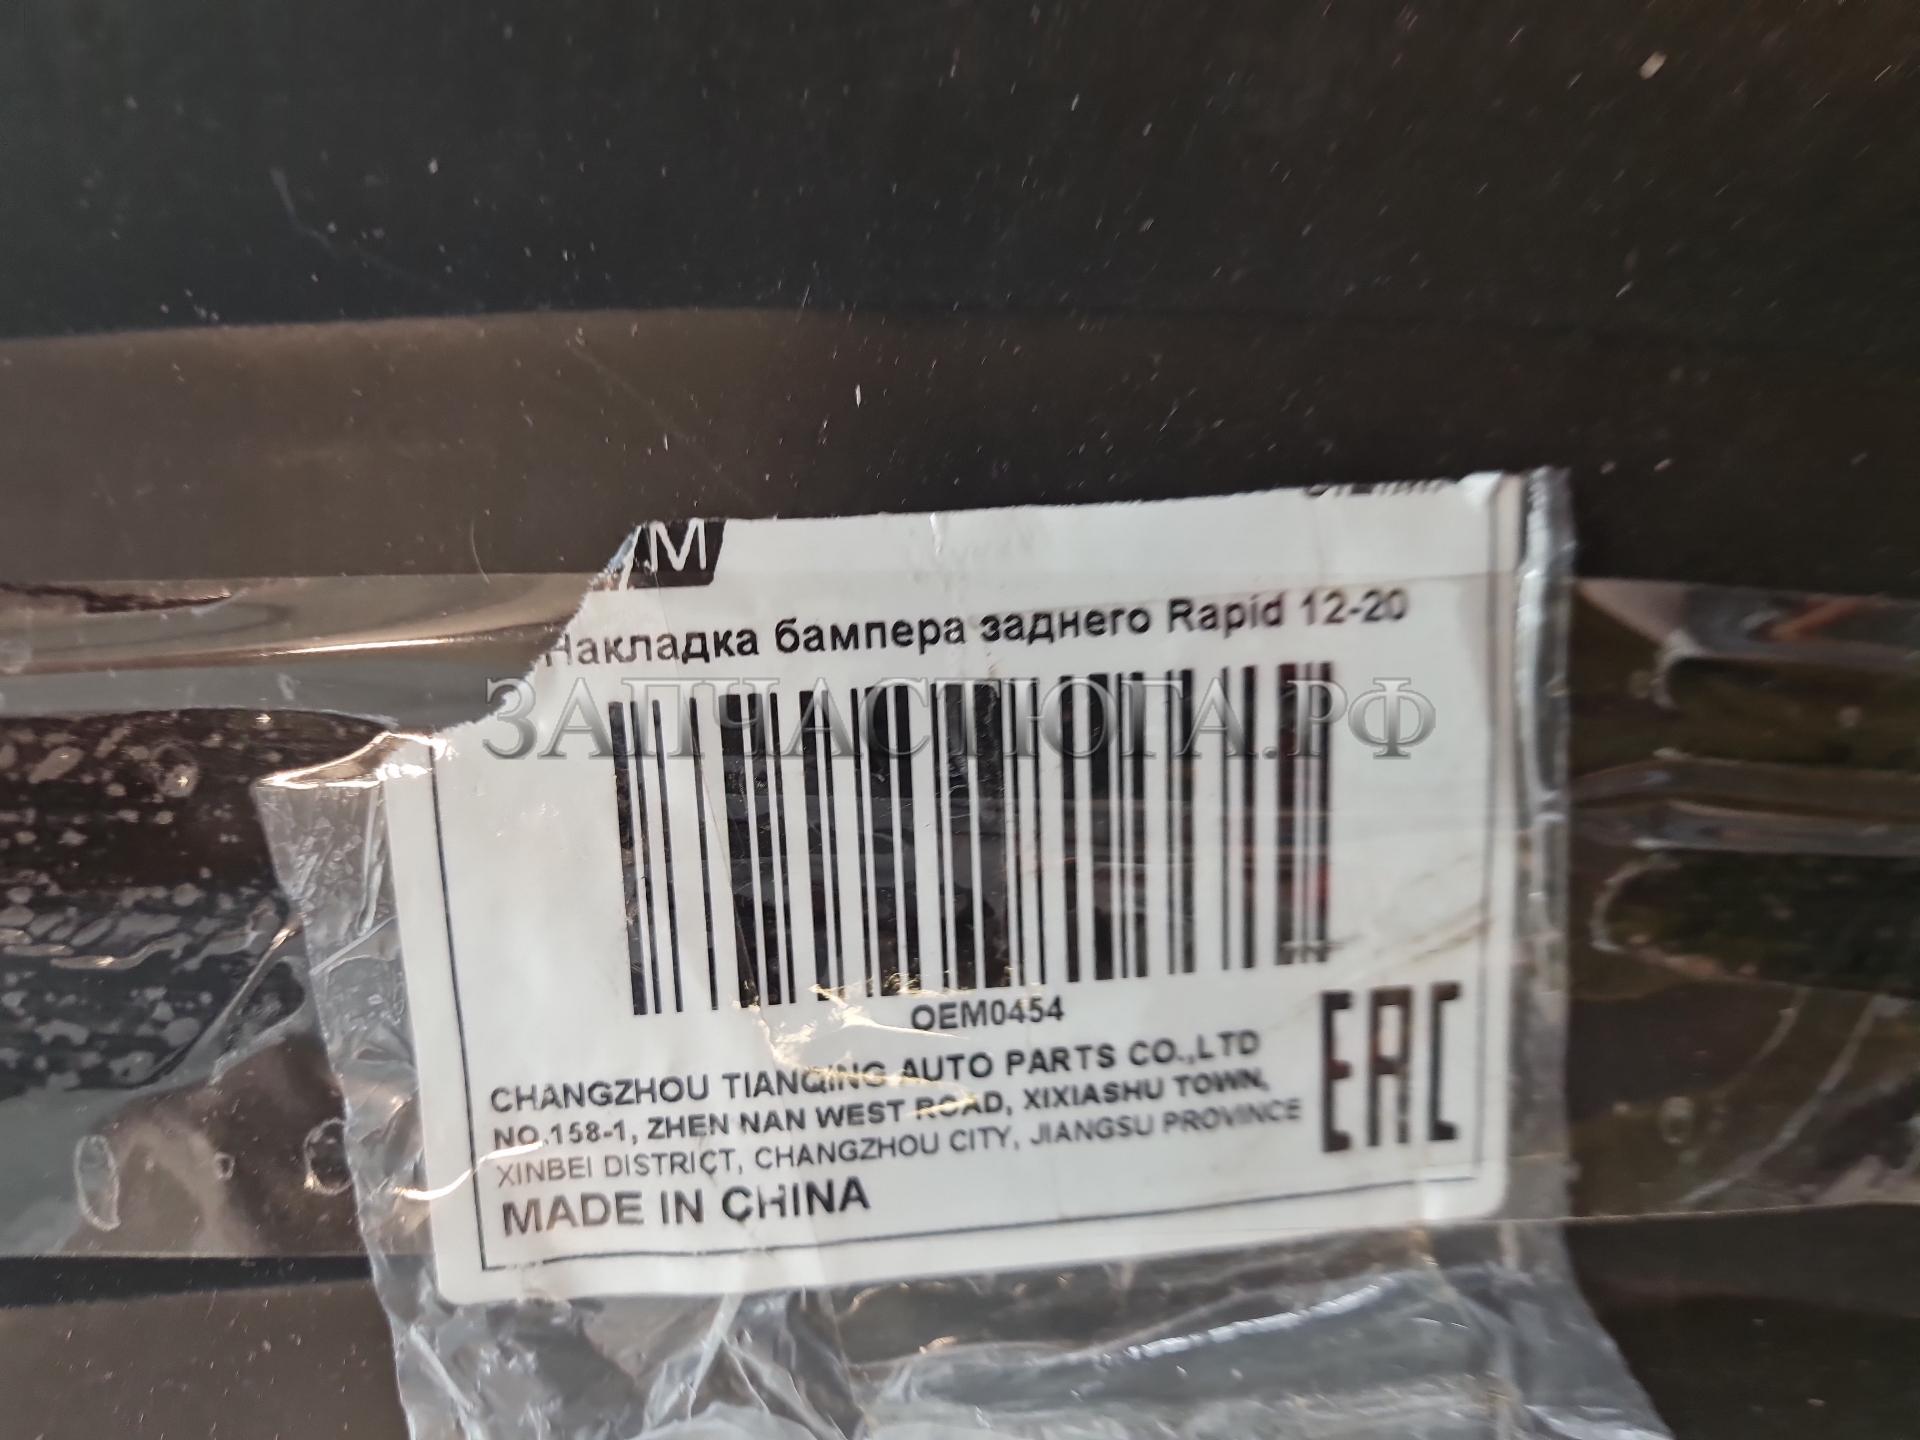 M
Накладка бампера заднего Rapid 12-20
ЗАПЧАСТЮГА.РФ
OEM0454
CHANGZHOU TIANQING AUTO PARTS CO.,LTD
NO.158-1, ZHEN NAN WEST ROAD, XIXIASHU TOWN,
XINBEI DISTRICT, CHANGZHOU CITY, JIANGSU PROVINCE
MADE IN CHINA
EAC